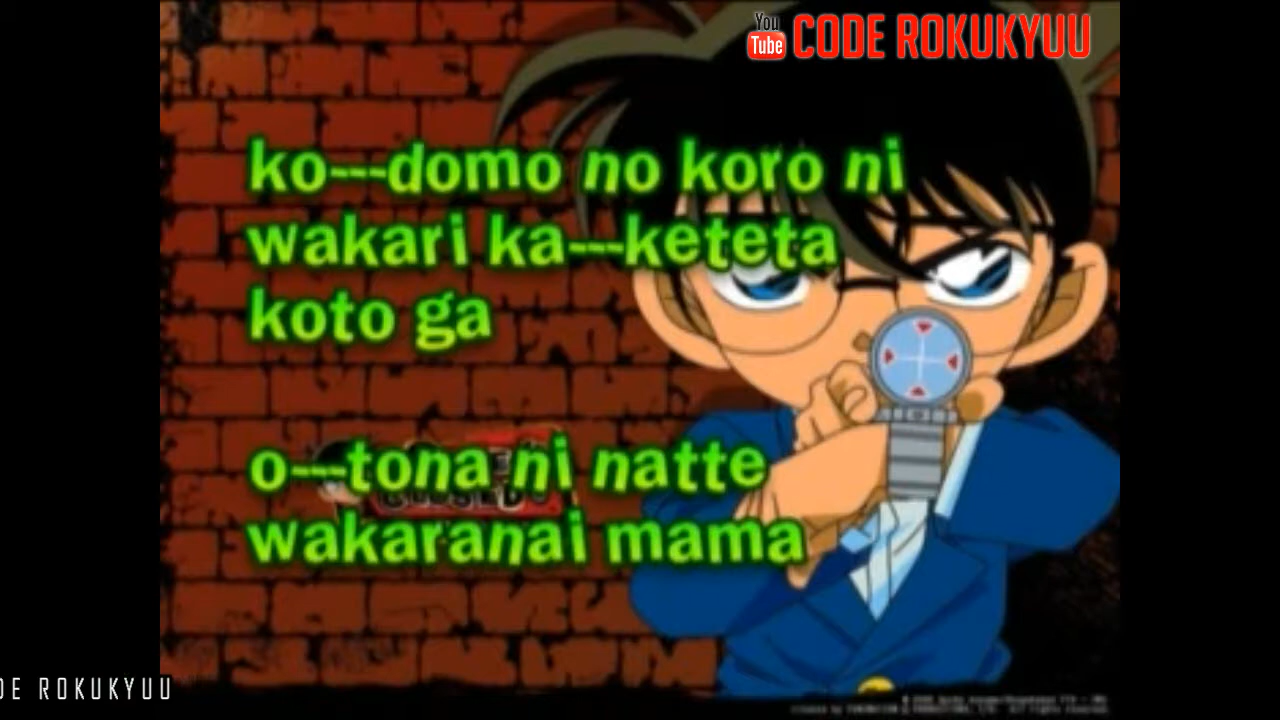 You
Tube CODE ROKUKYUU
ko---domo no koro ni
wakari ka---keteta
koto ga
o---tona ni natte
CLOSED
wakaranai mama
DE ROKUKYUU